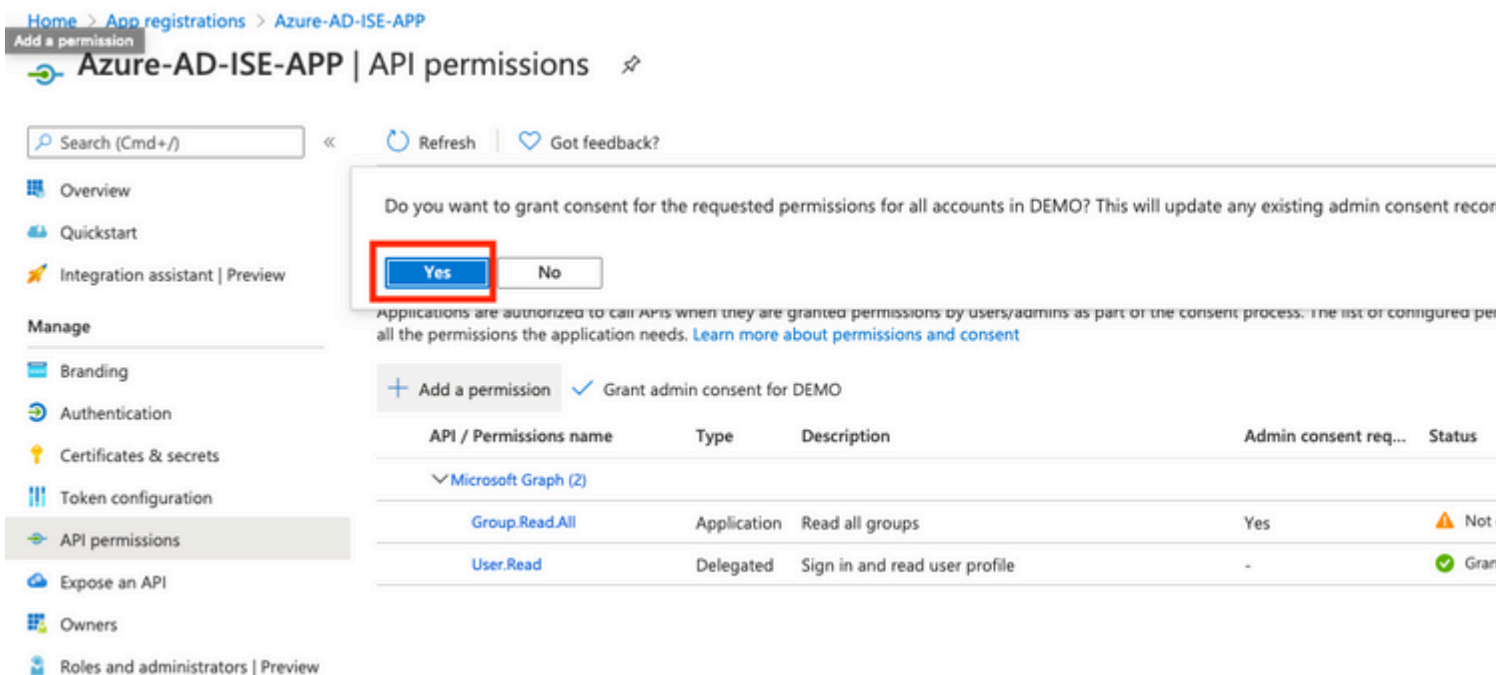 Home > App registrations > Azure-AD-ISE-APP
Add a permission
Azure-AD-ISE-APP | API permissions
Search (Cmd+/)
«
Refresh
Got feedback?
Overview
Quickstart
Integration assistant | Preview
Manage
Branding
Authentication
Certificates & secrets
Token configuration
API permissions
Expose an API
Owners
Roles and administrators | Preview
Do you want to grant consent for the requested permissions for all accounts in DEMO? This will update any existing admin consent recor
Yes No
Applications are authorized to call APIs when they are granted permissions by users/admins as part of the consent process. The list of configured per
all the permissions the application needs. Learn more about permissions and consent
Add a permission Grant admin consent for DEMO
API / Permissions name Type Description Admin consent req... Status
Microsoft Graph (2)
Group.Read.All Application Read all groups Yes Not
User.Read Delegated Sign in and read user profile - Gran